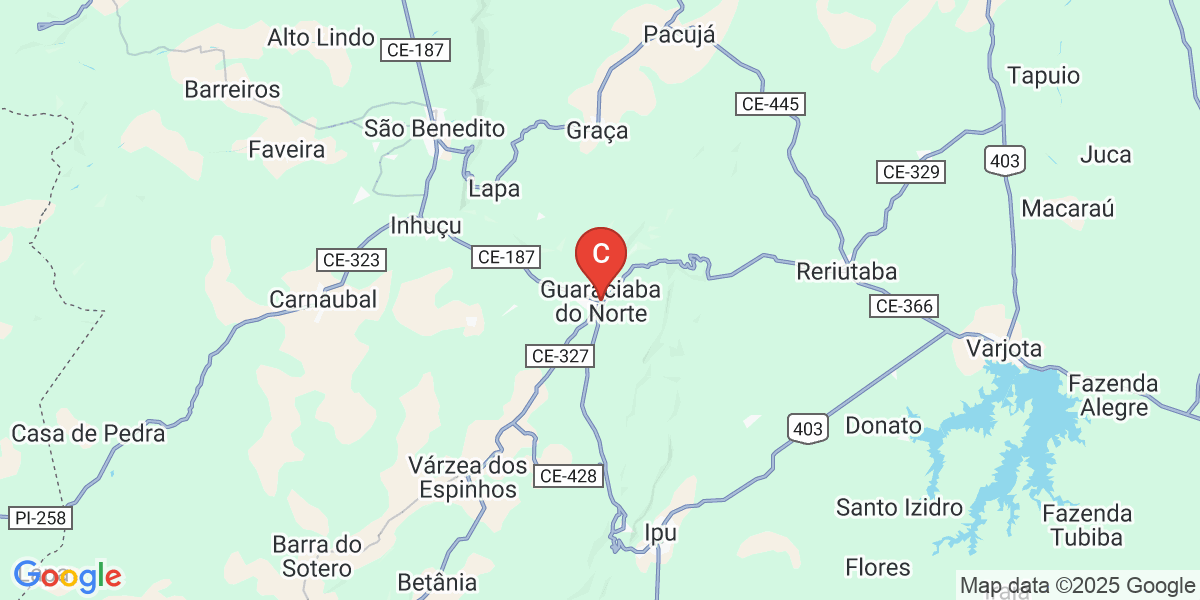 Pacujá
Alto Lindo
CE-187
Tapuio
Barreiros
CE-445
São Benedito
Graça
Faveira
403
Juca
CE-329
Lapa
Macaraú
Inhuçu
CE-187
CE-323
C
Reriutaba
Carnaubal
Guaraciaba
do Norte
CE-366
Varjota
CE-327
Fazenda
Alegre
Donato
403
Casa de Pedra
Várzea dos
Espinhos
CE-428
Santo Izidro
Fazenda
Tubiba
PI-258
Ipu
Barra do
Sotero
Flores
Betânia
Google
Map data ©2025 Google